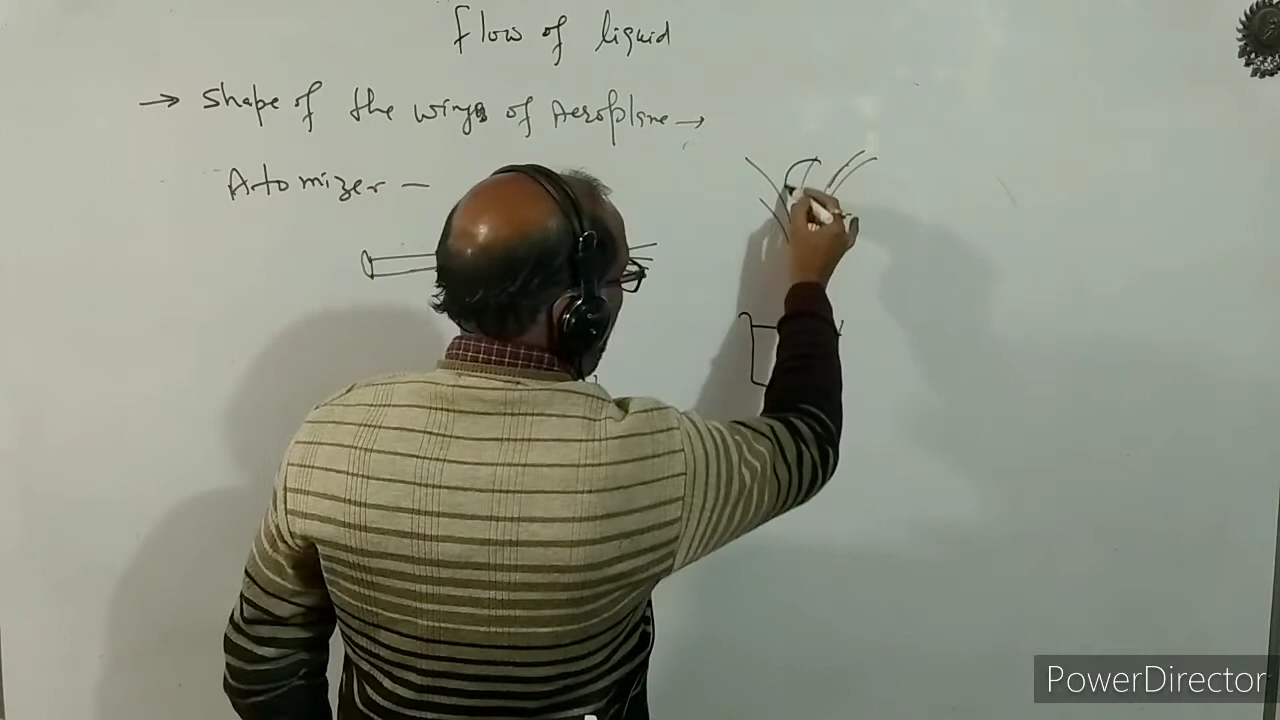 Flow of liquid
→ Shape of the wings of Aeroplane →
Atomizer –
PowerDirector